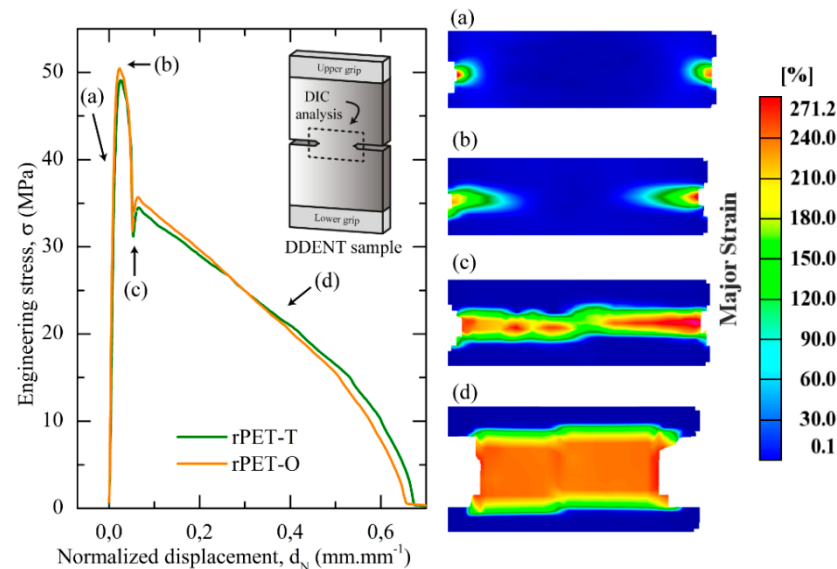 Engineering stress, σ (MPa)
50
40
30
20
10
0
0,0
0,2
0,4
0,6
Normalized displacement, d_N (mm.mm⁻¹)
(a)
(b)
(c)
(d)
rPET-T
rPET-O
Upper grip
DIC
analysis
Lower grip
DDENT sample
(a)
(b)
(c)
(d)
Major Strain
[%]
271.2
240.0
210.0
180.0
150.0
120.0
90.0
60.0
30.0
0.1